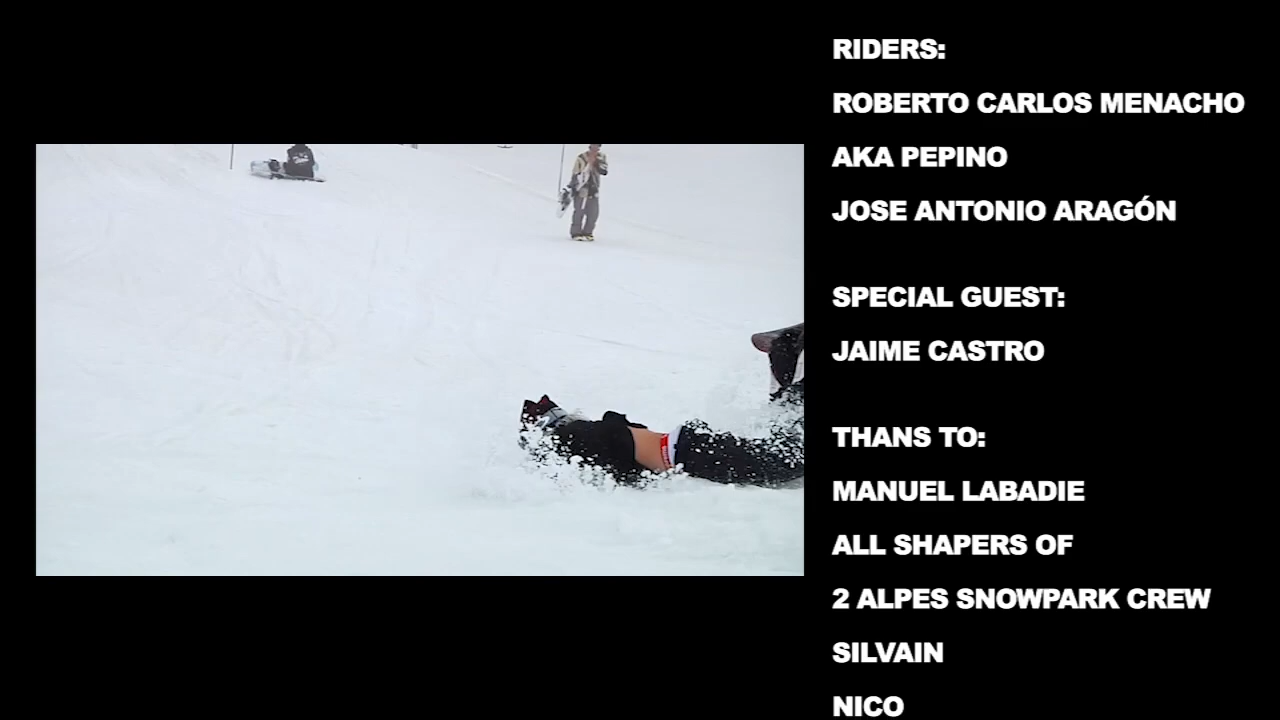 RIDERS:
ROBERTO CARLOS MENACHO
AKA PEPINO
JOSE ANTONIO ARAGÓN
SPECIAL GUEST:
JAIME CASTRO
THANS TO:
MANUEL LABADIE
ALL SHAPERS OF
2 ALPES SNOWPARK CREW
SILVAIN
NICO